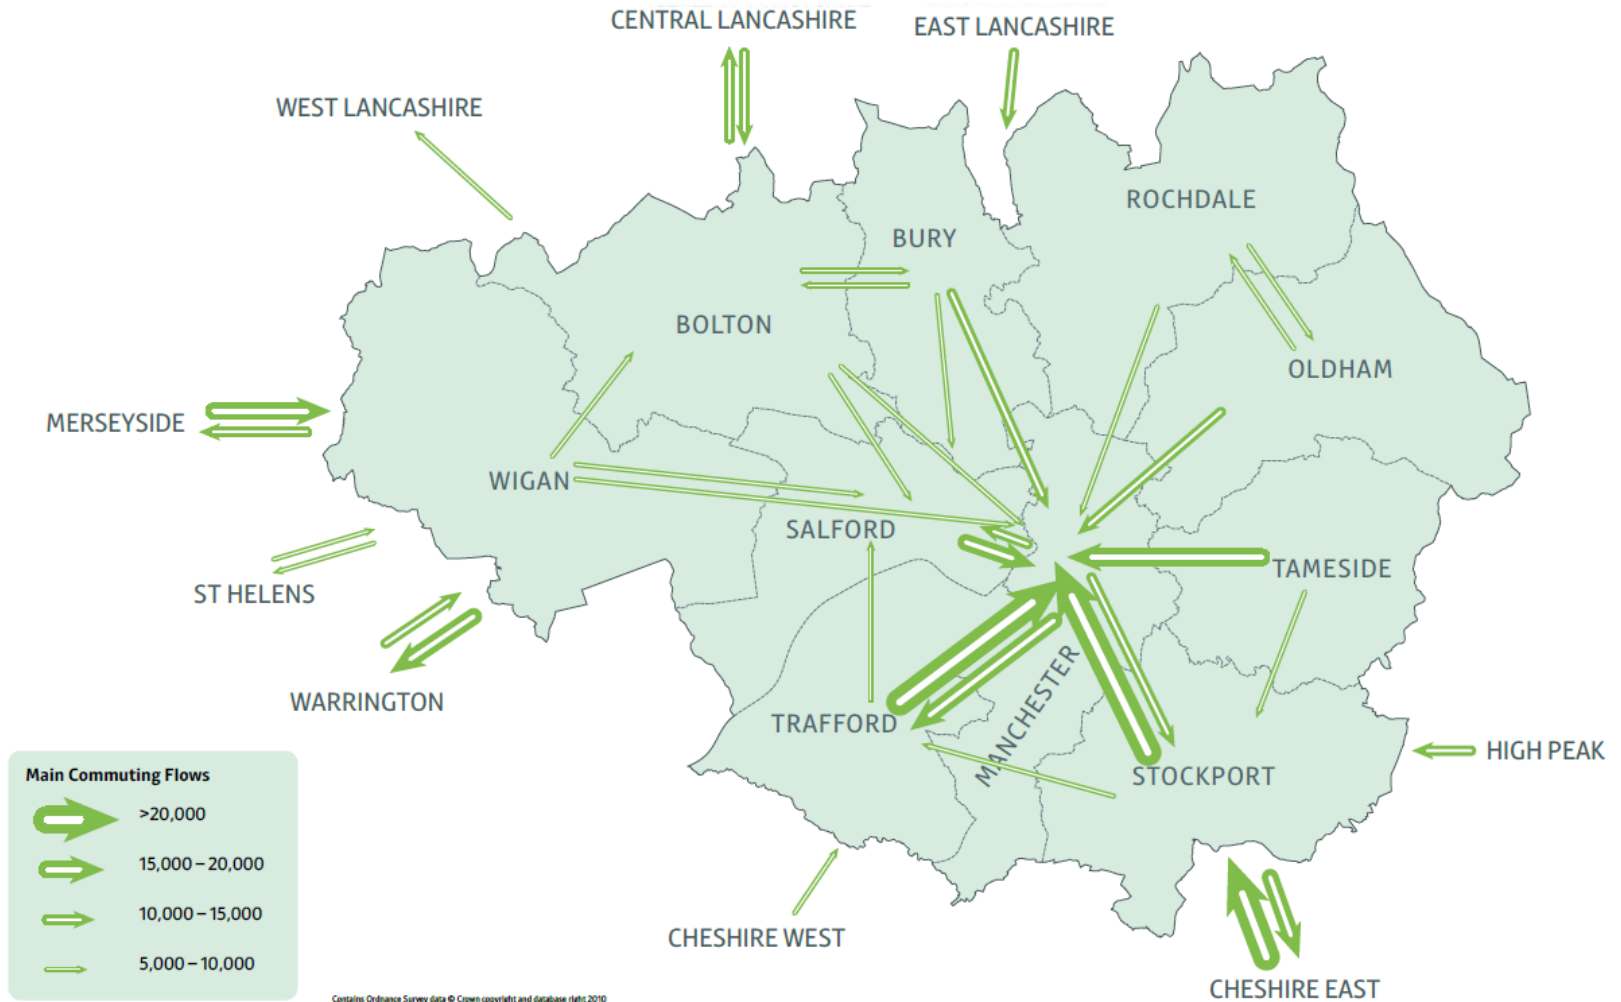 CENTRAL LANCASHIRE
EAST LANCASHIRE
WEST LANCASHIRE
ROCHDALE
BURY
BOLTON
OLDHAM
MERSEYSIDE
WIGAN
SALFORD
TAMESIDE
ST HELENS
WARRINGTON
MANCHESTER
TRAFFORD
STOCKPORT
HIGH PEAK
Main Commuting Flows
>20,000
15,000 – 20,000
10,000 – 15,000
5,000 – 10,000
CHESHIRE WEST
CHESHIRE EAST
Contains Ordnance Survey data © Crown copyright and database right 2010